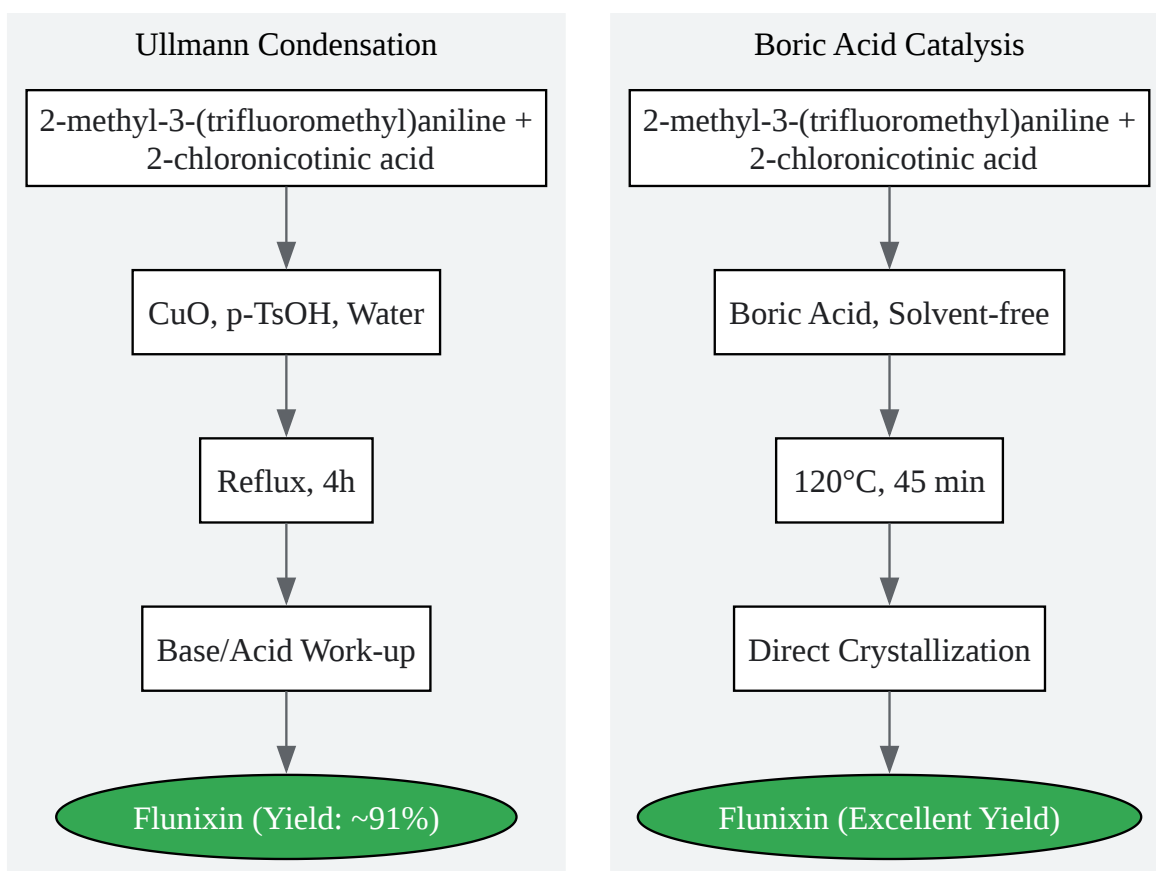 Ullmann Condensation
2-methyl-3-(trifluoromethyl)aniline +
2-chloronicotinic acid
CuO, p-TsOH, Water
Reflux, 4h
Base/Acid Work-up
Flunixin (Yield: ~91%)
Boric Acid Catalysis
2-methyl-3-(trifluoromethyl)aniline +
2-chloronicotinic acid
Boric Acid, Solvent-free
120°C, 45 min
Direct Crystallization
Flunixin (Excellent Yield)